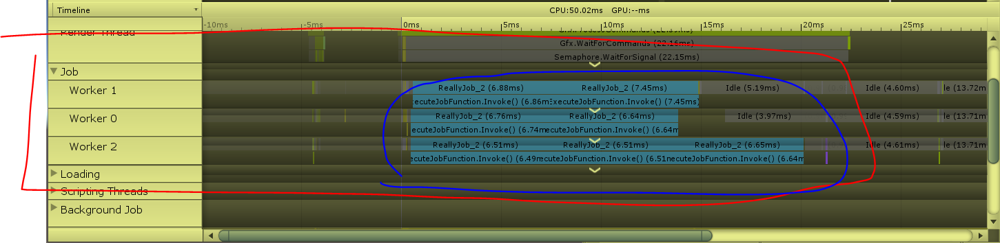 Timeline CPU:50.02ms GPU:--ms
-10ms -5ms 0ms 5ms 10ms 15ms 20ms 25ms
Render Thread
Gfx.WaitForCommands (22.16ms)
Semaphore.WaitForSignal (22.15ms)
Job
Worker 1 ReallyJob_2 (6.88ms) ReallyJob_2 (7.45ms) Idle (5.19ms) Idle (4.60ms) le (13.72m
ecuteJobFunction.Invoke() (6.86m xecuteJobFunction.Invoke() (7.45ms)
Worker 0 ReallyJob_2 (6.76ms) ReallyJob_2 (6.64ms) Idle (3.97ms) Idle (4.59ms) le (13.71m
ecuteJobFunction.Invoke() (6.74m ecuteJobFunction.Invoke() (6.64m
Worker 2 ReallyJob_2 (6.51ms) ReallyJob_2 (6.51ms) ReallyJob_2 (6.65ms) Idle (4.61ms) le (13.71m
ecuteJobFunction.Invoke() (6.49m ecuteJobFunction.Invoke() (6.51m ecuteJobFunction.Invoke() (6.64m
Loading
Scripting Threads
Background Job